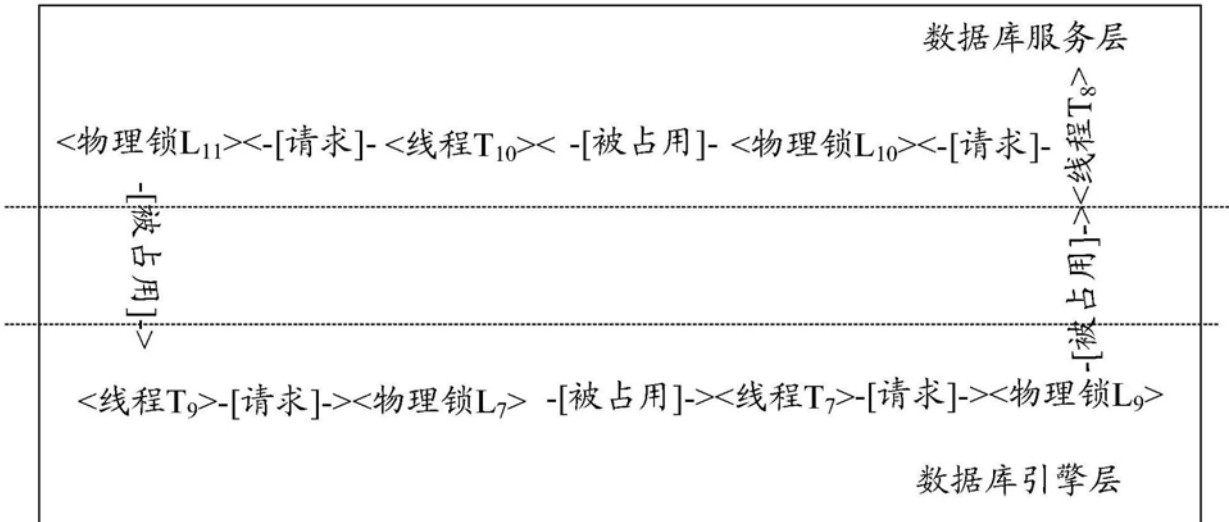 数据库服务层
<物理锁L₁₁><-[请求]- <线程T₁₀>< -[被占用]- <物理锁L₁₀><-[请求]-
<线程T₈>
-[被占用]->
-[被占用]->
<线程T₉>-[请求]-><物理锁L₇> -[被占用]-><线程T₇>-[请求]-><物理锁L₉>
数据库引擎层